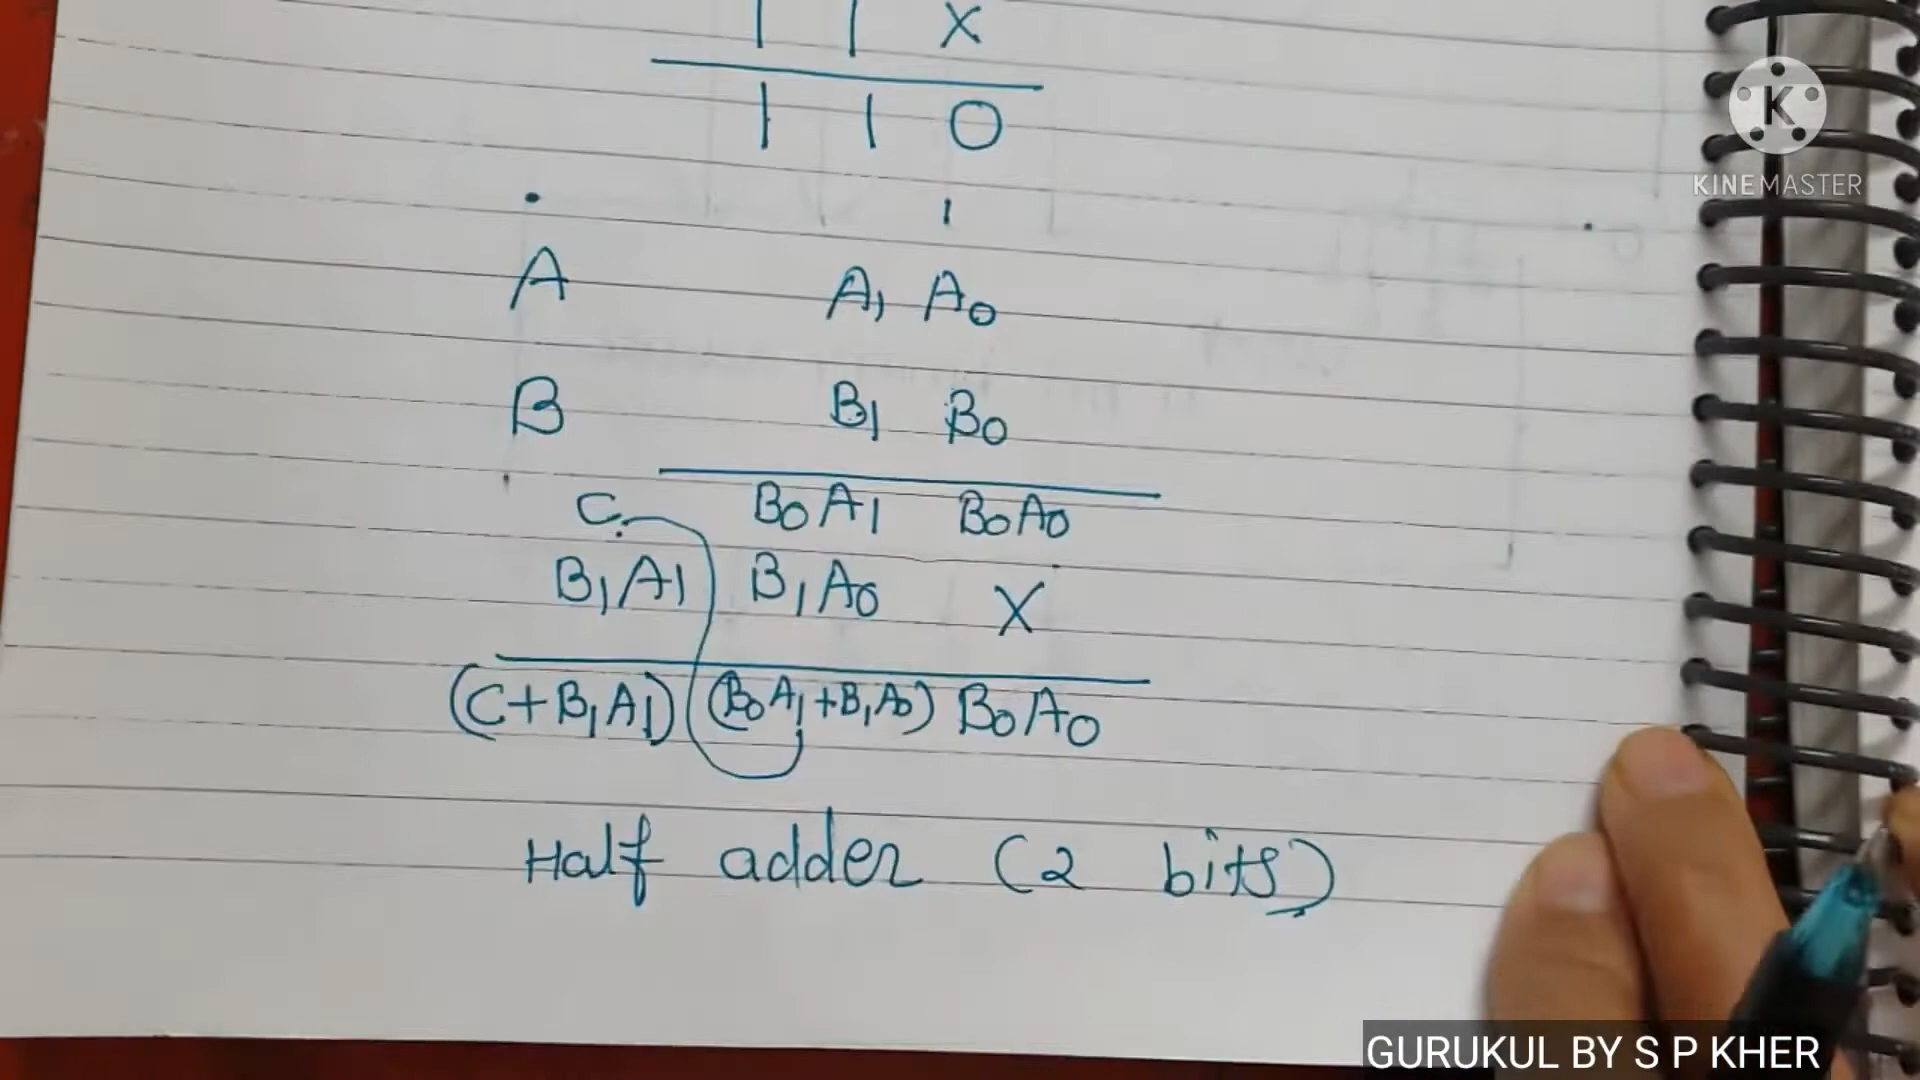 1 1 X
1 1 0
A A1 A0
B B1 B0
C B0A1 B0A0
B1A1 B1A0 X
(C+B1A1) (B0A1+B1A0) B0A0
Half adder (2 bits)
K
KINEMASTER
GURUKUL BY S P KHER